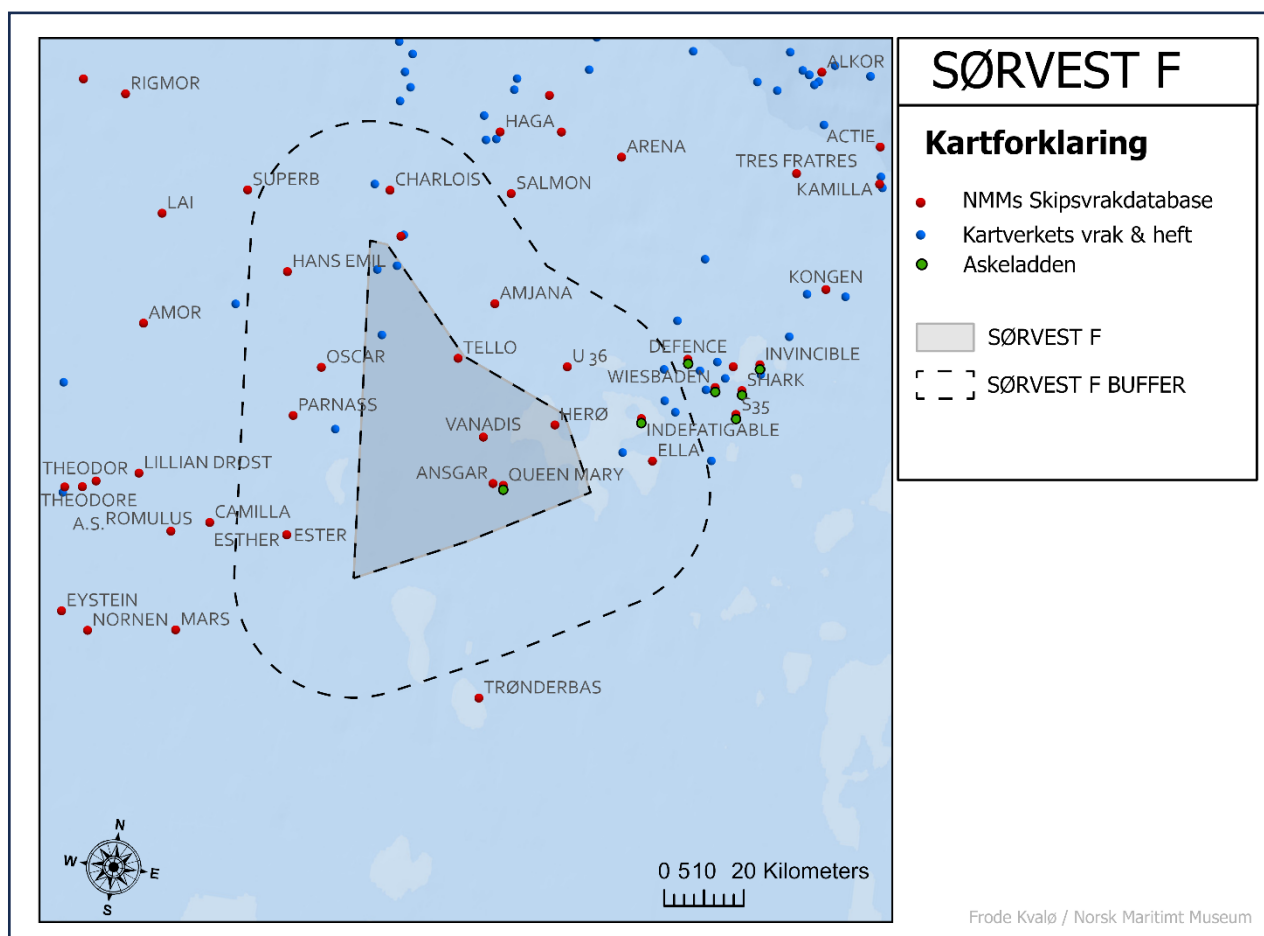 SØRVEST F
Kartforklaring
NMMs Skipsvrakdatabase
Kartverkets vrak & heft
Askeladden
SØRVEST F
SØRVEST F BUFFER
ALKOR
RIGMOR
HAGA
ACTIE
ARENA
TRES FRATRES
SUPERB
CHARLOIS
SALMON
KAMILLA
LAI
HANS EMIL
KONGEN
AMJANA
AMOR
TELLO
DEFENCE
INVINCIBLE
OSCAR
U 36
WIESBADEN
SHARK
PARNASS
S35
HERØ
VANADIS
INDEFATIGABLE
ELLA
THEODOR
LILLIAN DROST
ANSGAR
QUEEN MARY
THEODORE
A.S.
ROMULUS
CAMILLA
ESTHER
ESTER
EYSTEIN
NORNEN
MARS
TRØNDERBAS
N
W
E
S
0 510 20 Kilometers
Frode Kvalø / Norsk Maritimt Museum